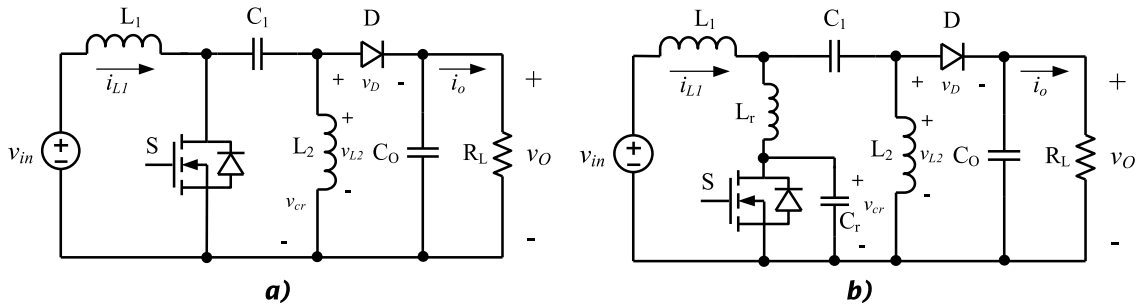 L1 C1 D
iL1 + vD - io +
S + L2 vL2 CO RL
vin vO
vcr -
- -
a)
L1 C1 D
iL1 + vD - io +
Lr +
vin L2 vL2 CO RL vO
S + -
vcr
Cr - -
b)